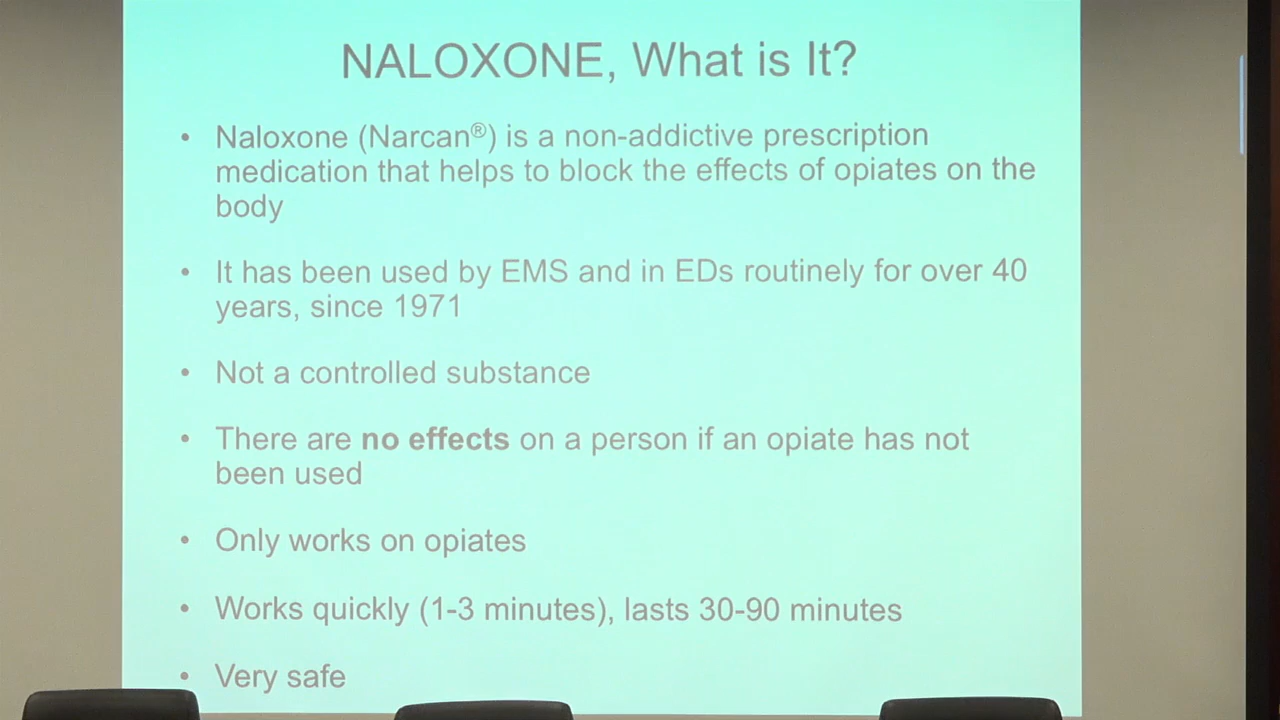 NALOXONE, What is It?
• Naloxone (Narcan®) is a non-addictive prescription
medication that helps to block the effects of opiates on the
body
• It has been used by EMS and in EDs routinely for over 40
years, since 1971
• Not a controlled substance
• There are no effects on a person if an opiate has not
been used
• Only works on opiates
• Works quickly (1-3 minutes), lasts 30-90 minutes
• Very safe